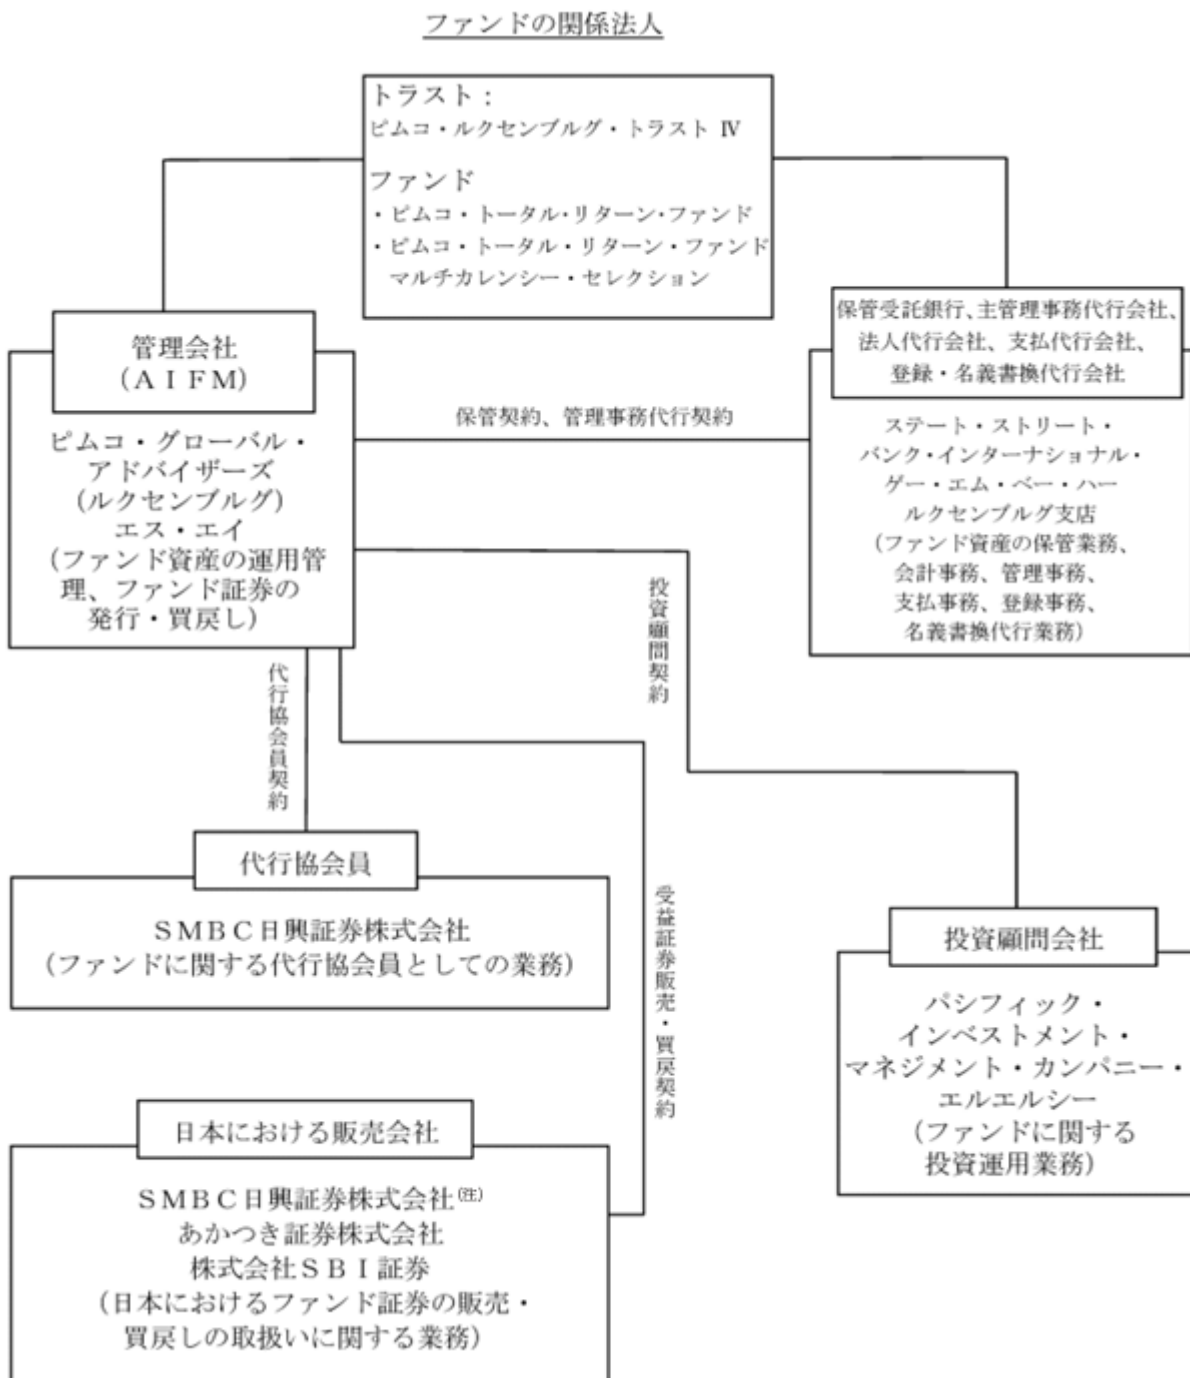 ファンドの関係法人
トラスト：
ピムコ・ルクセンブルグ・トラスト Ⅳ
ファンド
・ピムコ・トータル・リターン・ファンド
・ピムコ・トータル・リターン・ファンド
マルチカレンシー・セレクション
管理会社
（ＡＩＦＭ）
ピムコ・グローバル・
アドバイザーズ
（ルクセンブルグ）
エス・エイ
（ファンド資産の運用管
理、ファンド証券の
発行・買戻し）
保管契約、管理事務代行契約
保管受託銀行、主管理事務代行会社、
法人代行会社、支払代行会社、
登録・名義書換代行会社
ステート・ストリート・
バンク・インターナショナル・
ゲー・エム・ベー・ハー
ルクセンブルグ支店
（ファンド資産の保管業務、
会計事務、管理事務、
支払事務、登録事務、
名義書換代行業務）
投資顧問契約
代行協会員契約
代行協会員
ＳＭＢＣ日興証券株式会社
（ファンドに関する代行協会員としての業務）
受益証券販売・買戻契約
投資顧問会社
パシフィック・
インベストメント・
マネジメント・カンパニー・
エルエルシー
（ファンドに関する
投資運用業務）
日本における販売会社
ＳＭＢＣ日興証券株式会社(注)
あかつき証券株式会社
株式会社ＳＢＩ証券
（日本におけるファンド証券の販売・
買戻しの取扱いに関する業務）